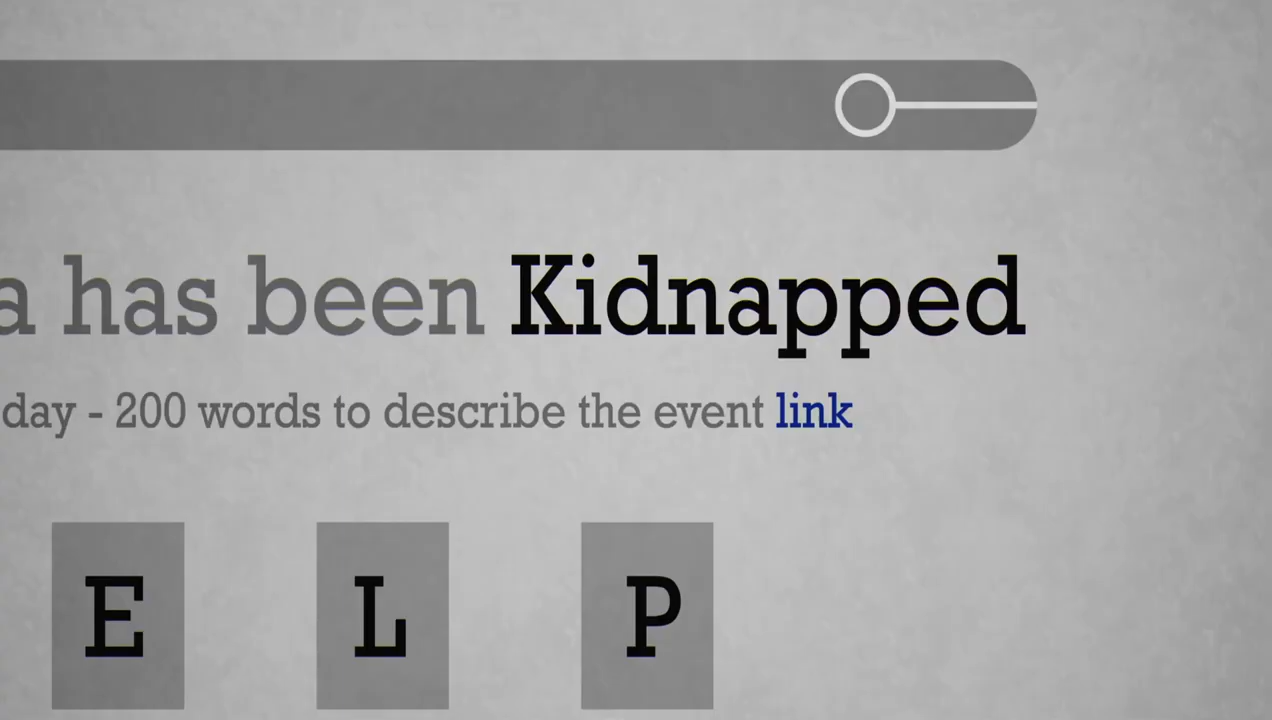 a has been Kidnapped
day - 200 words to describe the event link
E L P